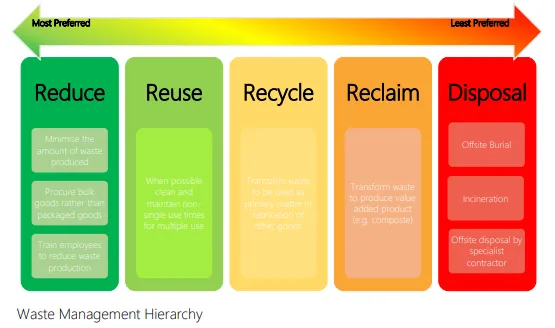 Most Preferred
Least Preferred
Reduce
Minimise the
amount of waste
produced
Procure bulk
goods rather than
packaged goods
Train employees
to reduce waste
production
Reuse
When possible
clean and
maintain non-
single use times
for multiple use
Recycle
Transform waste
to be used as
primary matter in
fabrication of
other goods
Reclaim
Transform waste
to produce value
added product
(e.g. composte)
Disposal
Offsite Burial
Incineration
Offsite disposal by
specialist
contractor
Waste Management Hierarchy